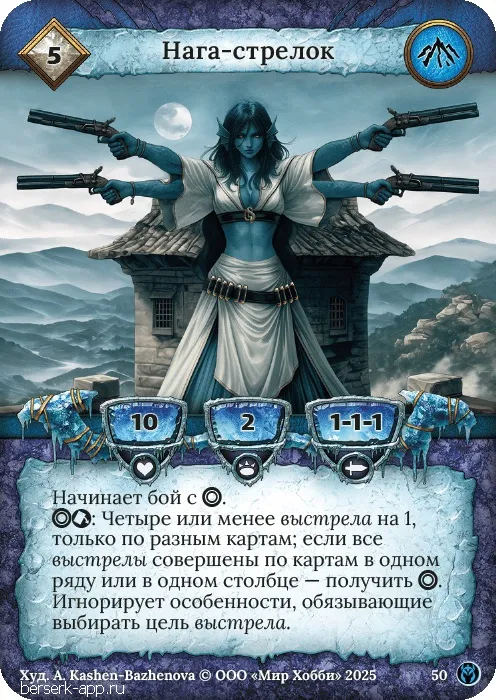 5
Нага-стрелок
10
2
1-1-1
Начинает бой с .
: Четыре или менее выстрела на 1,
только по разным картам; если все
выстрелы совершены по картам в одном
ряду или в одном столбце — получить .
Игнорирует особенности, обязывающие
выбирать цель выстрела.
Худ. A. Kashen-Bazhenova © ООО «Мир Хобби» 2025
50
berserk-app.ru